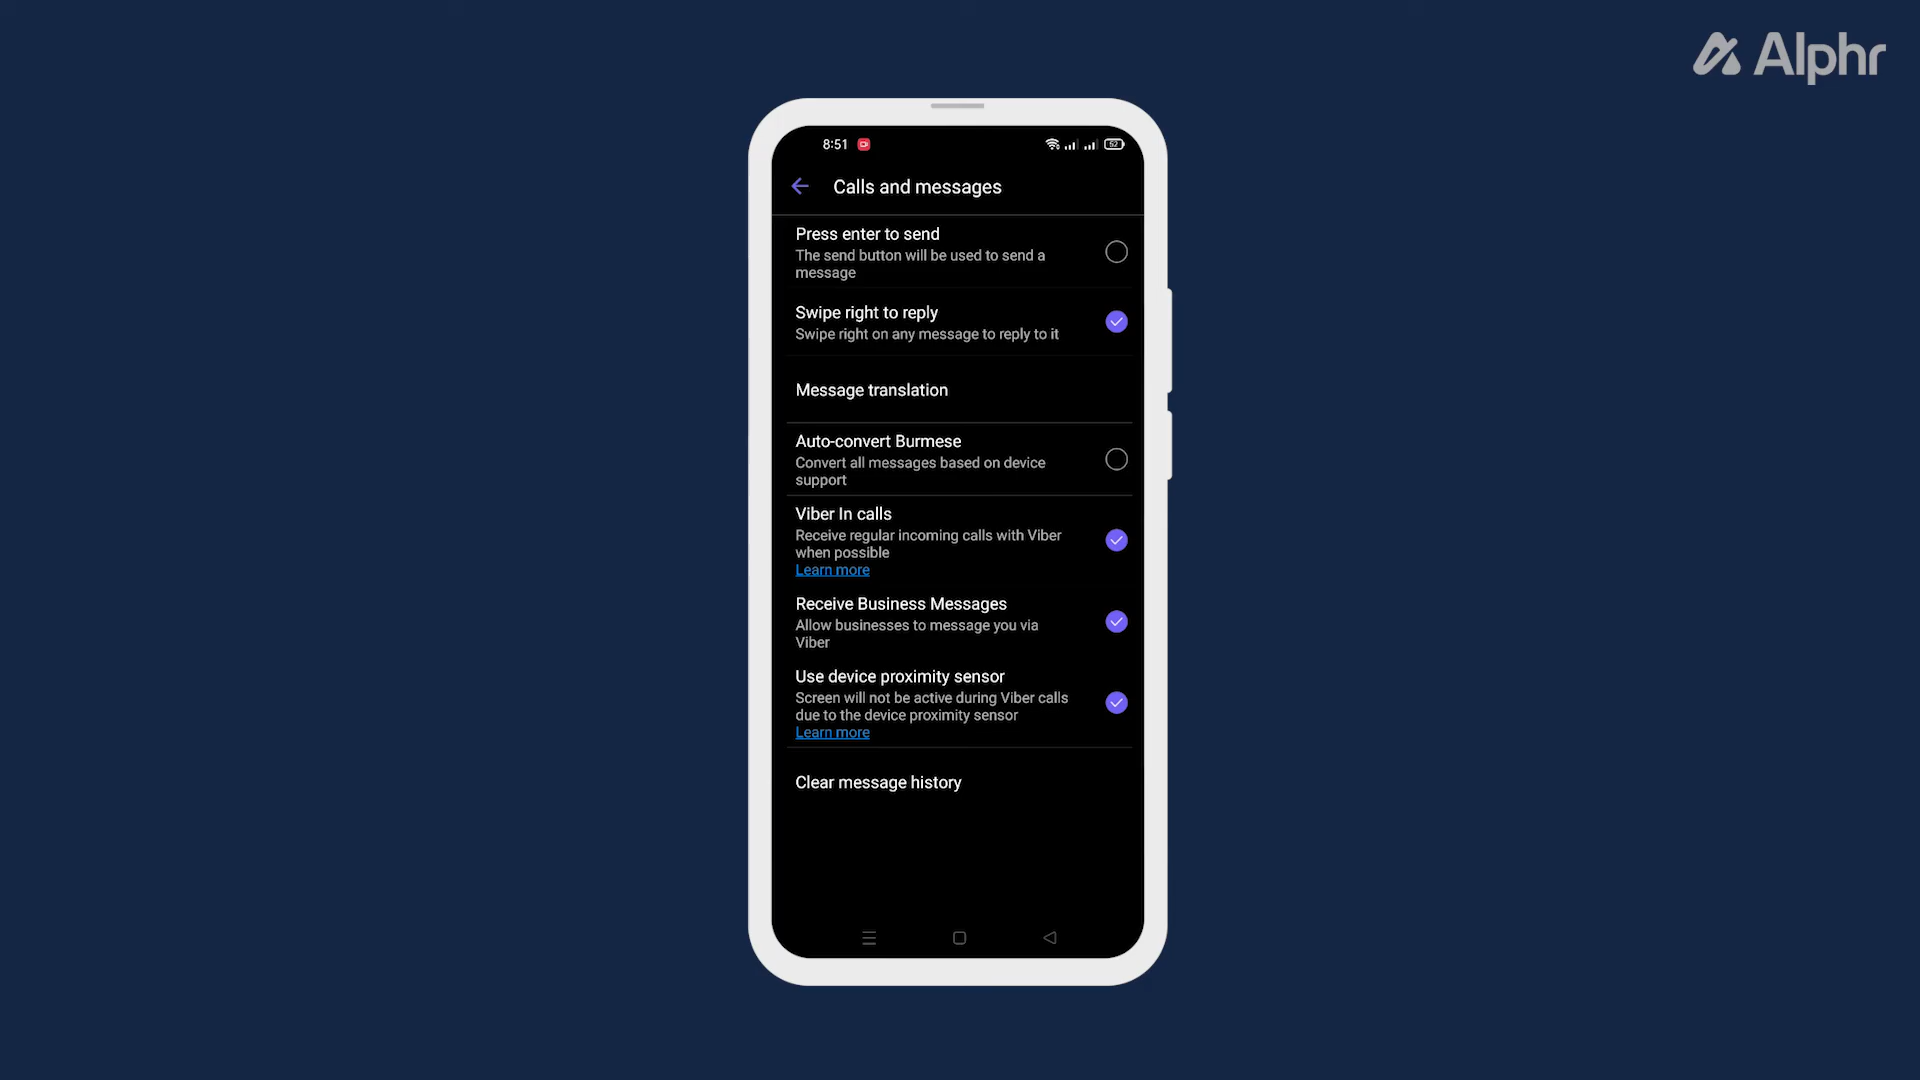 Alphr
8:51
52
Calls and messages
Press enter to send
The send button will be used to send a
message
Swipe right to reply
Swipe right on any message to reply to it
Message translation
Auto-convert Burmese
Convert all messages based on device
support
Viber In calls
Receive regular incoming calls with Viber
when possible
Learn more
Receive Business Messages
Allow businesses to message you via
Viber
Use device proximity sensor
Screen will not be active during Viber calls
due to the device proximity sensor
Learn more
Clear message history